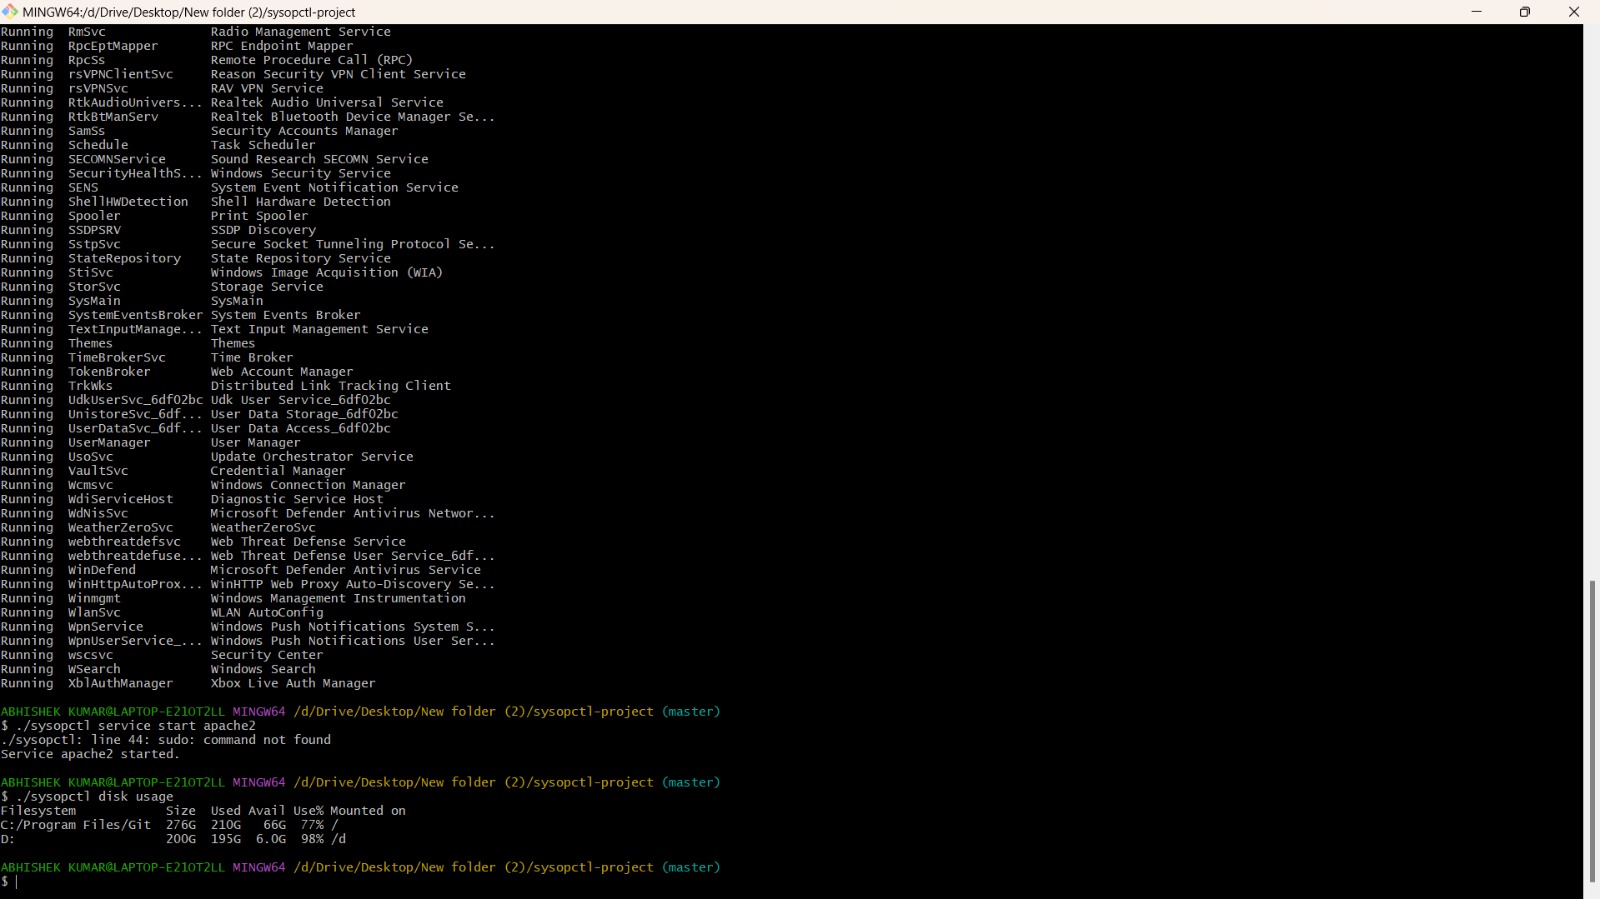 MINGW64:/d/Drive/Desktop/New folder (2)/sysopctl-project
Running  RmSvc              Radio Management Service
Running  RpcEptMapper       RPC Endpoint Mapper
Running  RpcSs              Remote Procedure Call (RPC)
Running  rsVPNClientSvc     Reason Security VPN Client Service
Running  rsVPNSvc           RAV VPN Service
Running  RtkAudioUnivers... Realtek Audio Universal Service
Running  RtkBtManServ       Realtek Bluetooth Device Manager Se...
Running  SamSs              Security Accounts Manager
Running  Schedule           Task Scheduler
Running  SECOMNService      Sound Research SECOMN Service
Running  SecurityHealthS... Windows Security Service
Running  SENS               System Event Notification Service
Running  ShellHWDetection   Shell Hardware Detection
Running  Spooler            Print Spooler
Running  SSDPSRV            SSDP Discovery
Running  SstpSvc            Secure Socket Tunneling Protocol Se...
Running  StateRepository    State Repository Service
Running  StiSvc             Windows Image Acquisition (WIA)
Running  StorSvc            Storage Service
Running  SysMain            SysMain
Running  SystemEventsBroker System Events Broker
Running  TextInputManage... Text Input Management Service
Running  Themes             Themes
Running  TimeBrokerSvc      Time Broker
Running  TokenBroker        Web Account Manager
Running  TrkWks             Distributed Link Tracking Client
Running  UdkUserSvc_6df02bc Udk User Service_6df02bc
Running  UnistoreSvc_6df... User Data Storage_6df02bc
Running  UserDataSvc_6df... User Data Access_6df02bc
Running  UserManager        User Manager
Running  UsoSvc             Update Orchestrator Service
Running  VaultSvc           Credential Manager
Running  Wcmsvc             Windows Connection Manager
Running  WdiServiceHost     Diagnostic Service Host
Running  WdNisSvc           Microsoft Defender Antivirus Networ...
Running  WeatherZeroSvc     WeatherZeroSvc
Running  webthreatdefsvc    Web Threat Defense Service
Running  webthreatdefuse... Web Threat Defense User Service_6df...
Running  WinDefend          Microsoft Defender Antivirus Service
Running  WinHttpAutoProx... WinHTTP Web Proxy Auto-Discovery Se...
Running  Winmgmt            Windows Management Instrumentation
Running  WlanSvc            WLAN AutoConfig
Running  WpnService         Windows Push Notifications System S...
Running  WpnUserService_... Windows Push Notifications User Ser...
Running  wscsvc             Security Center
Running  WSearch            Windows Search
Running  XblAuthManager     Xbox Live Auth Manager
ABHISHEK KUMAR@LAPTOP-E21OT2LL MINGW64 /d/Drive/Desktop/New folder (2)/sysopctl-project (master)
$ ./sysopctl service start apache2
./sysopctl: line 44: sudo: command not found
Service apache2 started.
ABHISHEK KUMAR@LAPTOP-E21OT2LL MINGW64 /d/Drive/Desktop/New folder (2)/sysopctl-project (master)
$ ./sysopctl disk usage
Filesystem            Size  Used Avail Use% Mounted on
C:/Program Files/Git  276G  210G   66G  77% /
D:                    200G  195G  6.0G  98% /d
ABHISHEK KUMAR@LAPTOP-E21OT2LL MINGW64 /d/Drive/Desktop/New folder (2)/sysopctl-project (master)
$